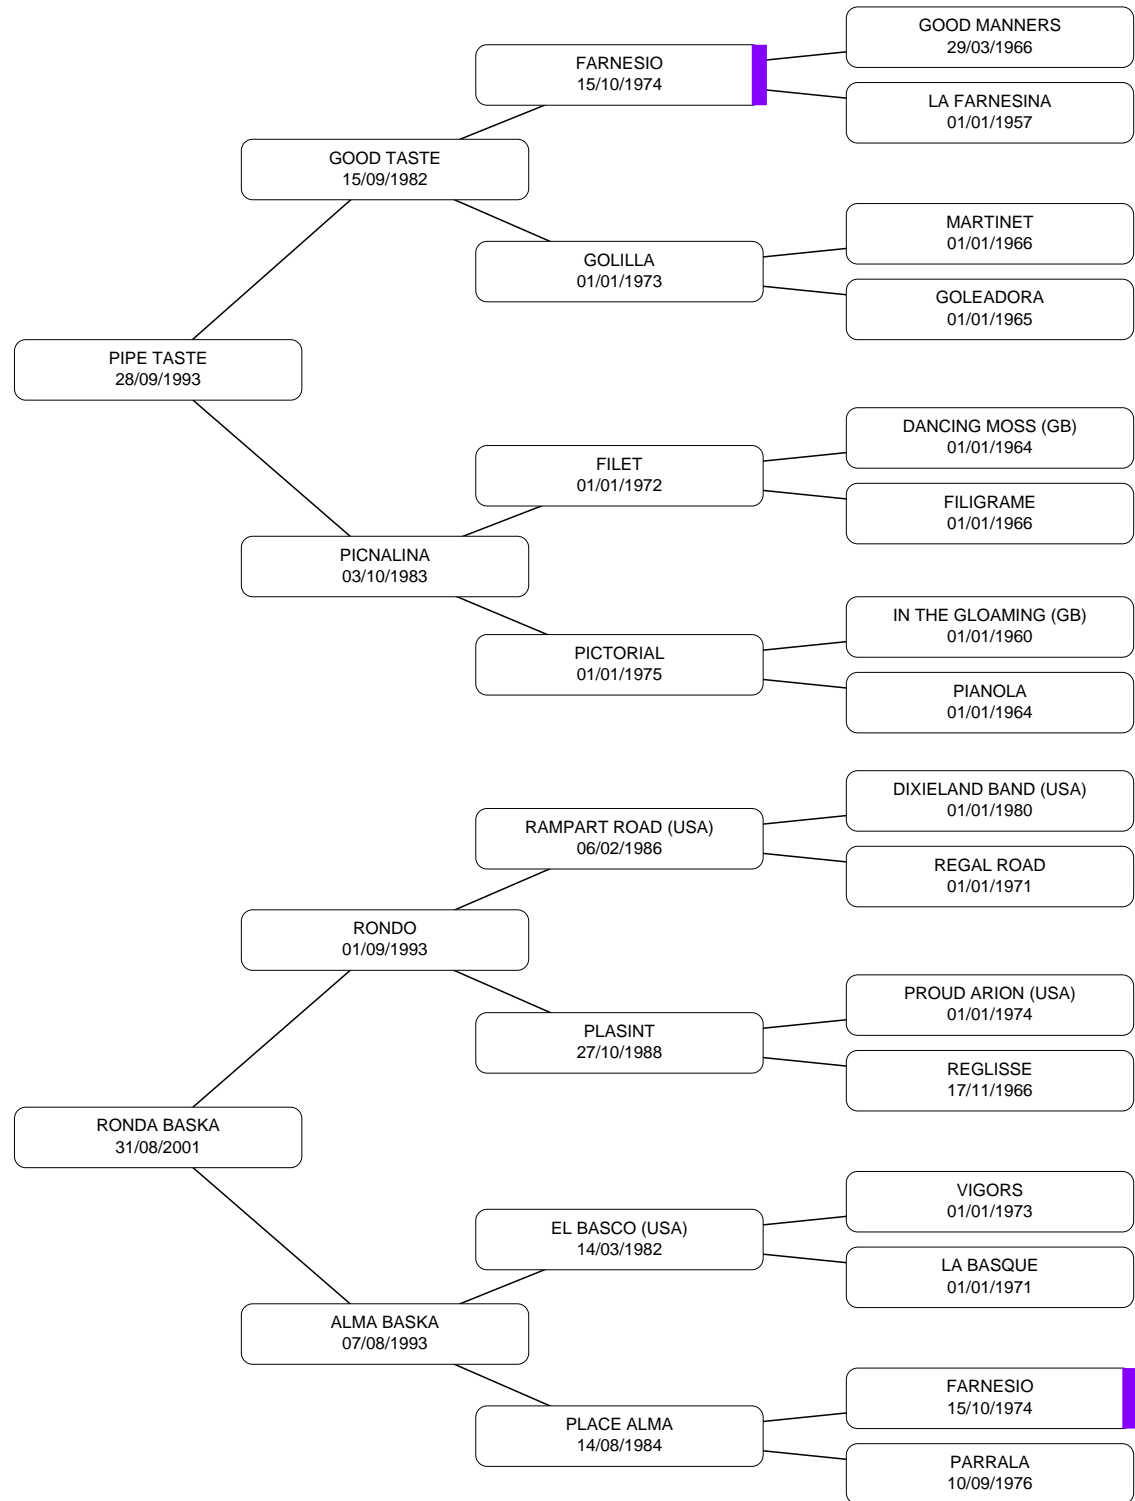 GOOD MANNERS
29/03/1966
FARNESIO
15/10/1974
LA FARNESINA
01/01/1957
GOOD TASTE
15/09/1982
MARTINET
01/01/1966
GOLILLA
01/01/1973
GOLEADORA
01/01/1965
PIPE TASTE
28/09/1993
DANCING MOSS (GB)
01/01/1964
FILET
01/01/1972
FILIGRAME
01/01/1966
PICNALINA
03/10/1983
IN THE GLOAMING (GB)
01/01/1960
PICTORIAL
01/01/1975
PIANOLA
01/01/1964
DIXIELAND BAND (USA)
01/01/1980
RAMPART ROAD (USA)
06/02/1986
REGAL ROAD
01/01/1971
RONDO
01/09/1993
PROUD ARION (USA)
01/01/1974
PLASINT
27/10/1988
REGLISSE
17/11/1966
RONDA BASKA
31/08/2001
VIGORS
01/01/1973
EL BASCO (USA)
14/03/1982
LA BASQUE
01/01/1971
ALMA BASKA
07/08/1993
FARNESIO
15/10/1974
PLACE ALMA
14/08/1984
PARRALA
10/09/1976